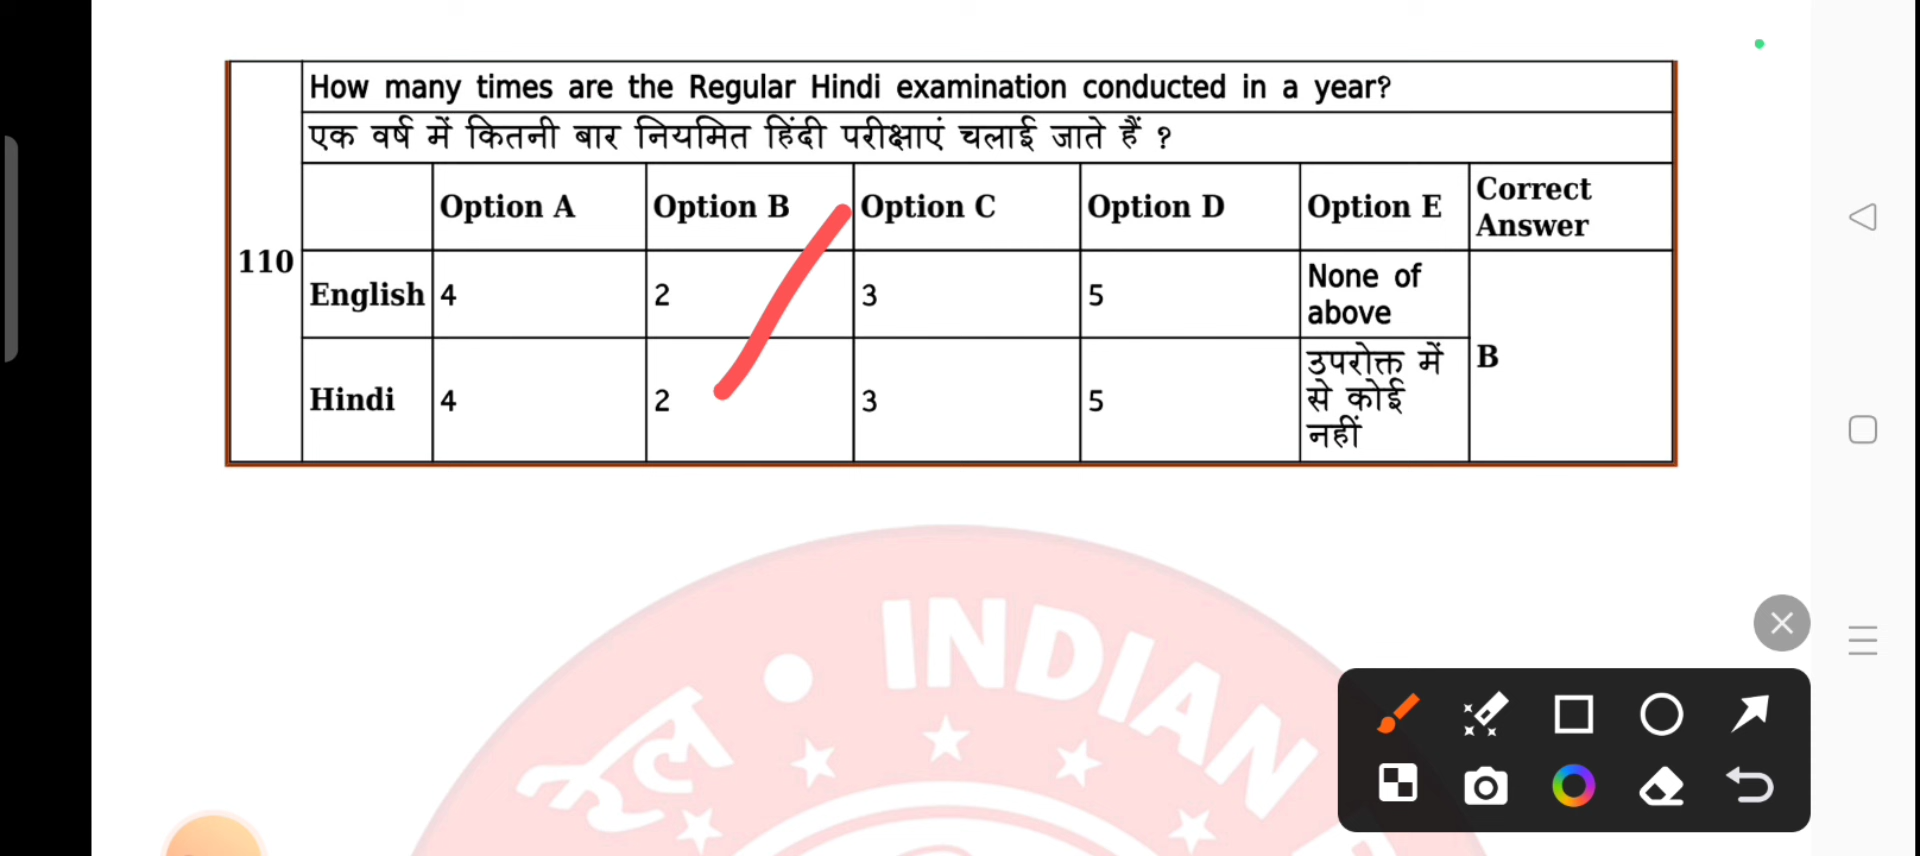 How many times are the Regular Hindi examination conducted in a year?
एक वर्ष में कितनी बार नियमित हिंदी परीक्षाएं चलाई जाते हैं ?
110
Option A Option B Option C Option D Option E Correct Answer
English 4 2 3 5 None of above B
Hindi 4 2 3 5 उपरोक्त में से कोई नहीं
रेल • INDIAN